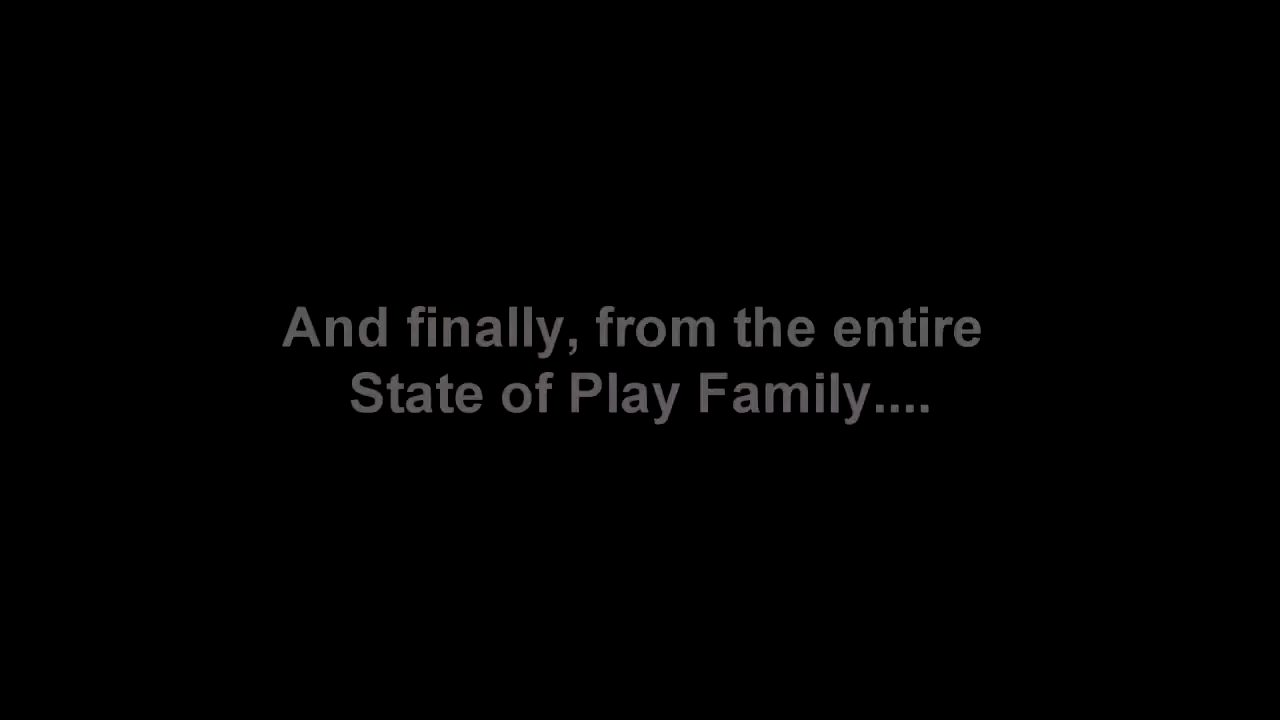 And finally, from the entire
State of Play Family....